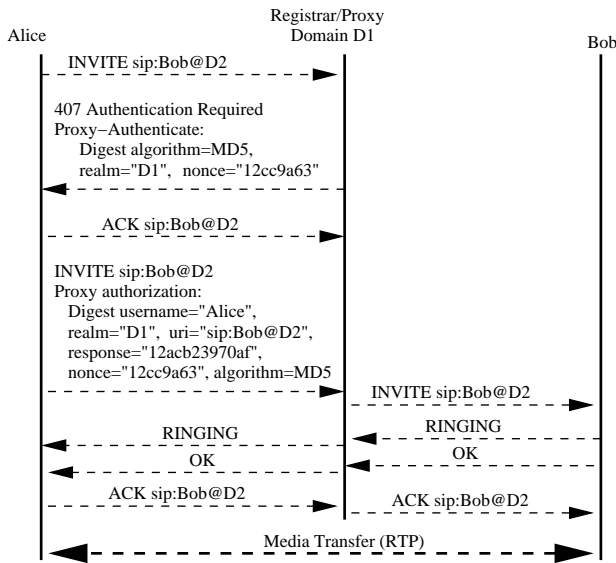 Registrar/Proxy
Domain D1
Alice
Bob
INVITE sip:Bob@D2
407 Authentication Required
Proxy−Authenticate:
Digest algorithm=MD5,
realm="D1", nonce="12cc9a63"
ACK sip:Bob@D2
INVITE sip:Bob@D2
Proxy authorization:
Digest username="Alice",
realm="D1", uri="sip:Bob@D2",
response="12acb23970af",
nonce="12cc9a63", algorithm=MD5
INVITE sip:Bob@D2
RINGING
RINGING
OK
OK
ACK sip:Bob@D2
ACK sip:Bob@D2
Media Transfer (RTP)